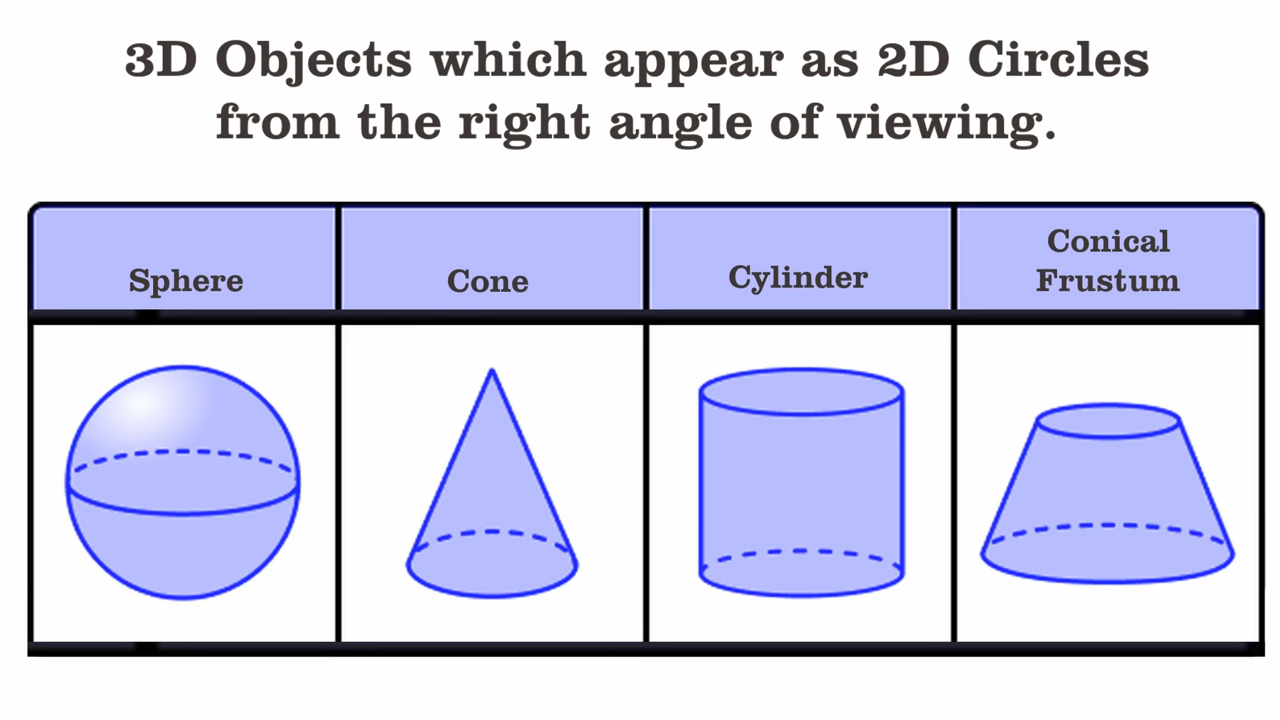 3D Objects which appear as 2D Circles
from the right angle of viewing.
Sphere
Cone
Cylinder
Conical
Frustum